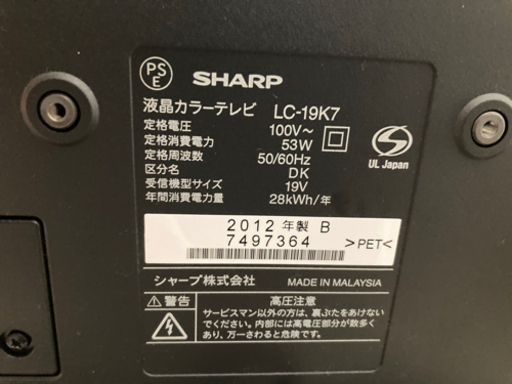 PS
E
SHARP
液晶カラーテレビ LC-19K7
定格電圧 100V~
定格消費電力 53W
定格周波数 50/60Hz
区分名 DK
受信機型サイズ 19V
年間消費電力量 28kWh/年
S
UL Japan
2012 年製 B
7497364
>PET<
シャープ株式会社 MADE IN MALAYSIA
⚠警告 高圧注意
サービスマン以外の方は、裏ぶたをあけない
でください。内部には高電圧部分が数多く
あり、万一さわると危険です。